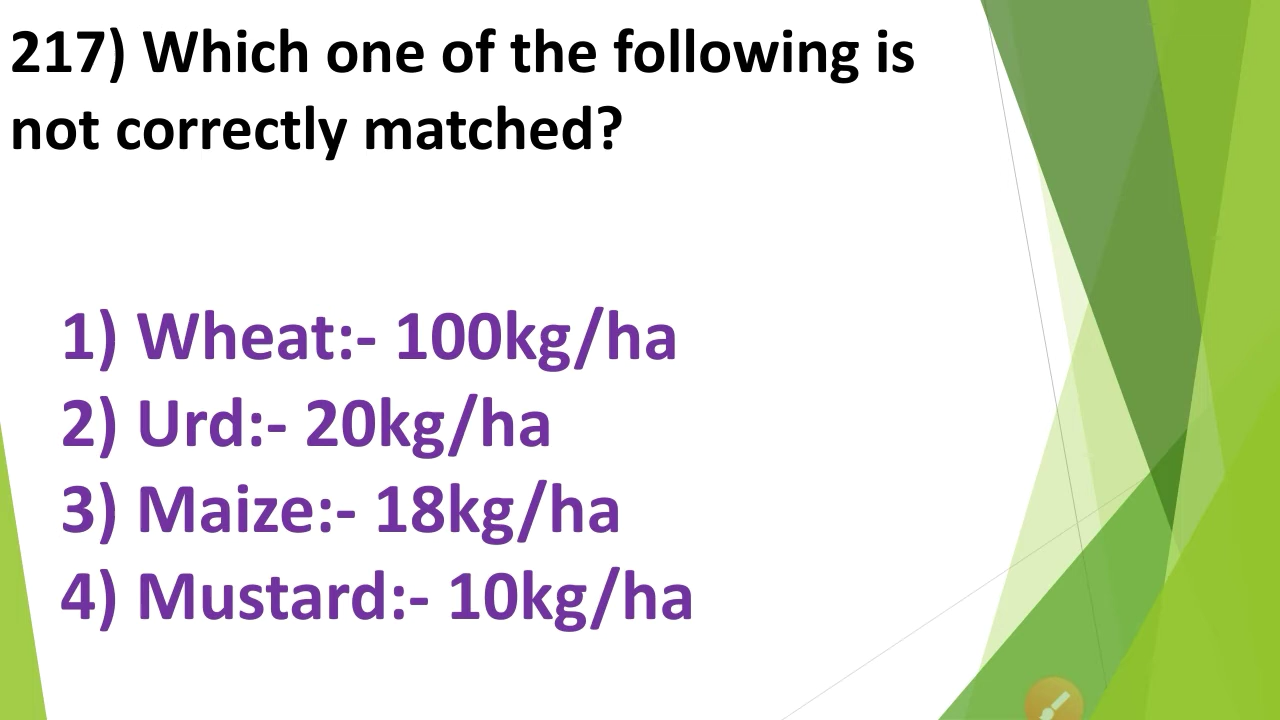 217) Which one of the following is
not correctly matched?
1) Wheat:- 100kg/ha
2) Urd:- 20kg/ha
3) Maize:- 18kg/ha
4) Mustard:- 10kg/ha